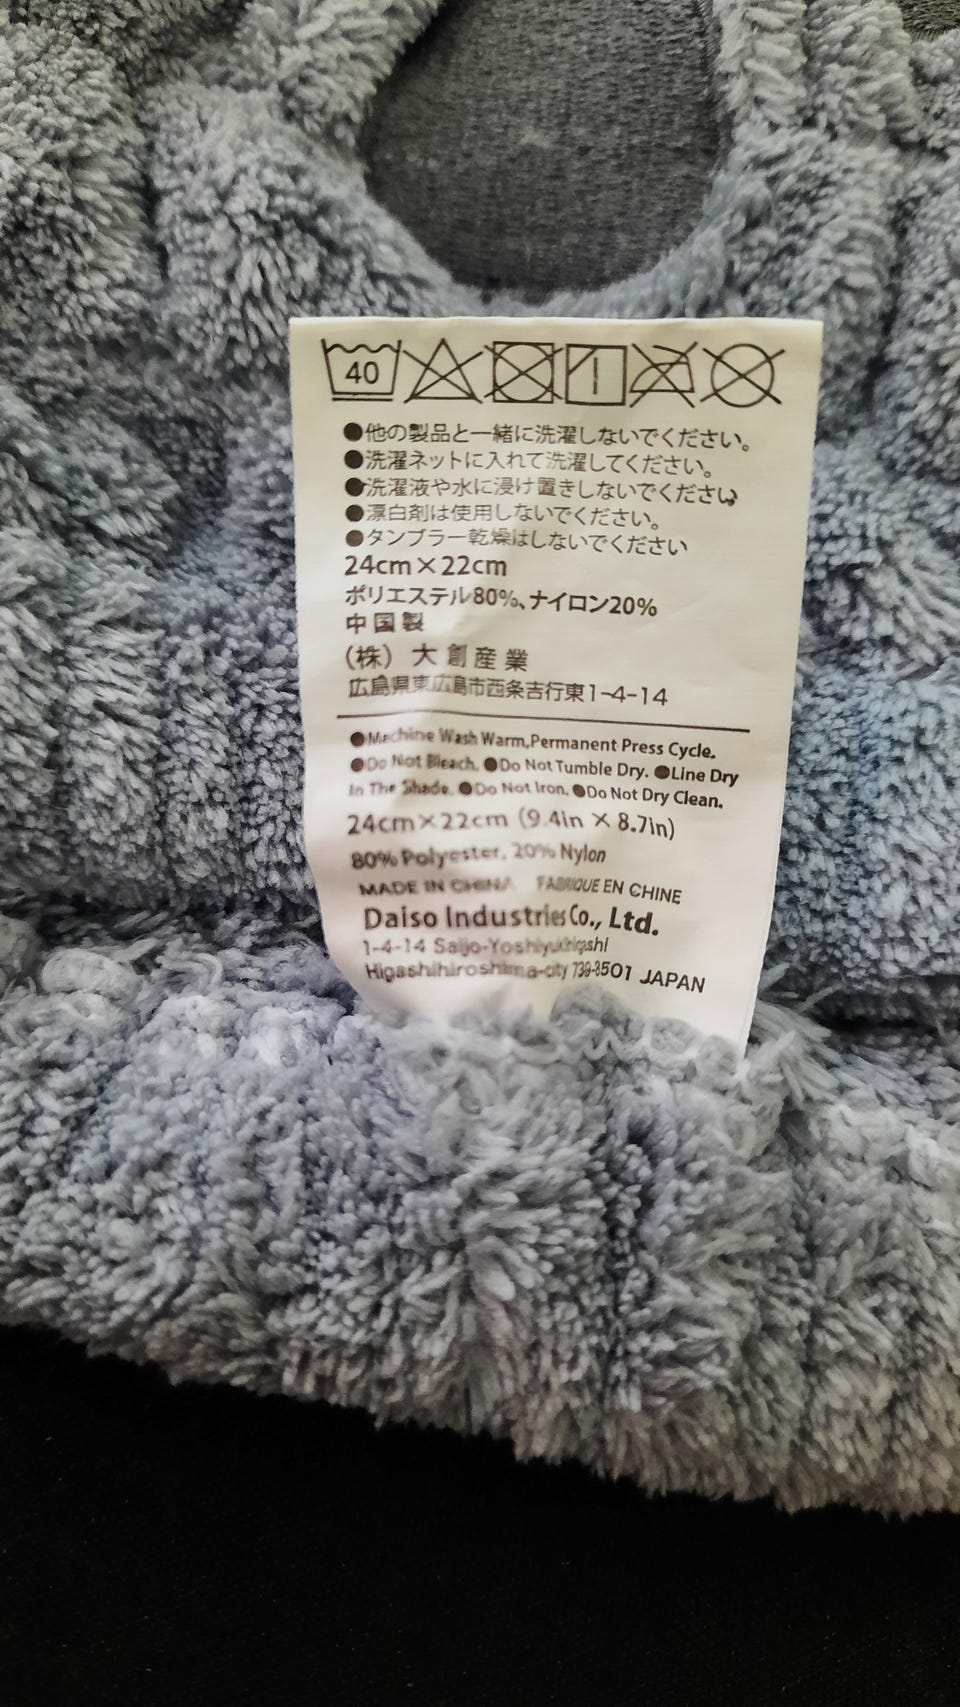 40
●他の製品と一緒に洗濯しないでください。
●洗濯ネットに入れて洗濯してください。
●洗濯液や水に浸け置きしないでください
●漂白剤は使用しないでください。
●タンブラー乾燥はしないでください
24cm×22cm
ポリエステル80%、ナイロン20%
中国製
(株) 大創産業
広島県東広島市西条吉行東1-4-14
●Machine Wash Warm,Permanent Press Cycle.
●Do Not Bleach. ●Do Not Tumble Dry. ●Line Dry
In The Shade. ●Do Not Iron. ●Do Not Dry Clean.
24cm×22cm (9.4in × 8.7in)
80% Polyester, 20% Nylon
MADE IN CHINA FABRIQUE EN CHINE
Daiso Industries Co., Ltd.
1-4-14 Saijo-Yoshiyukihigashi
Higashihiroshima-city 739-8501 JAPAN